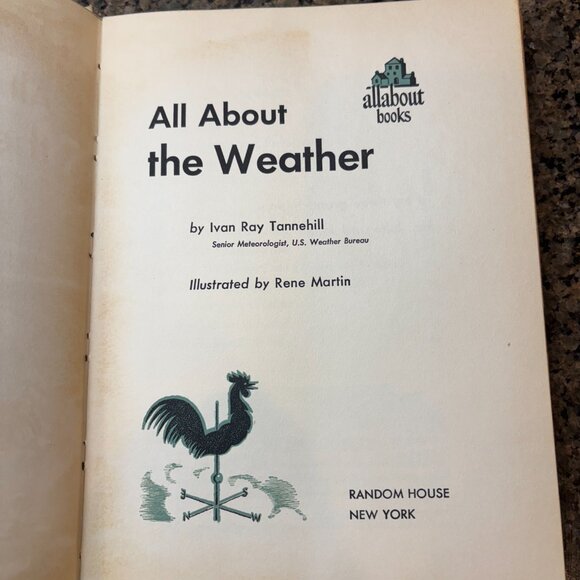 allabout
books
All About
the Weather
by Ivan Ray Tannehill
Senior Meteorologist, U.S. Weather Bureau
Illustrated by Rene Martin
S
N
W
RANDOM HOUSE
NEW YORK